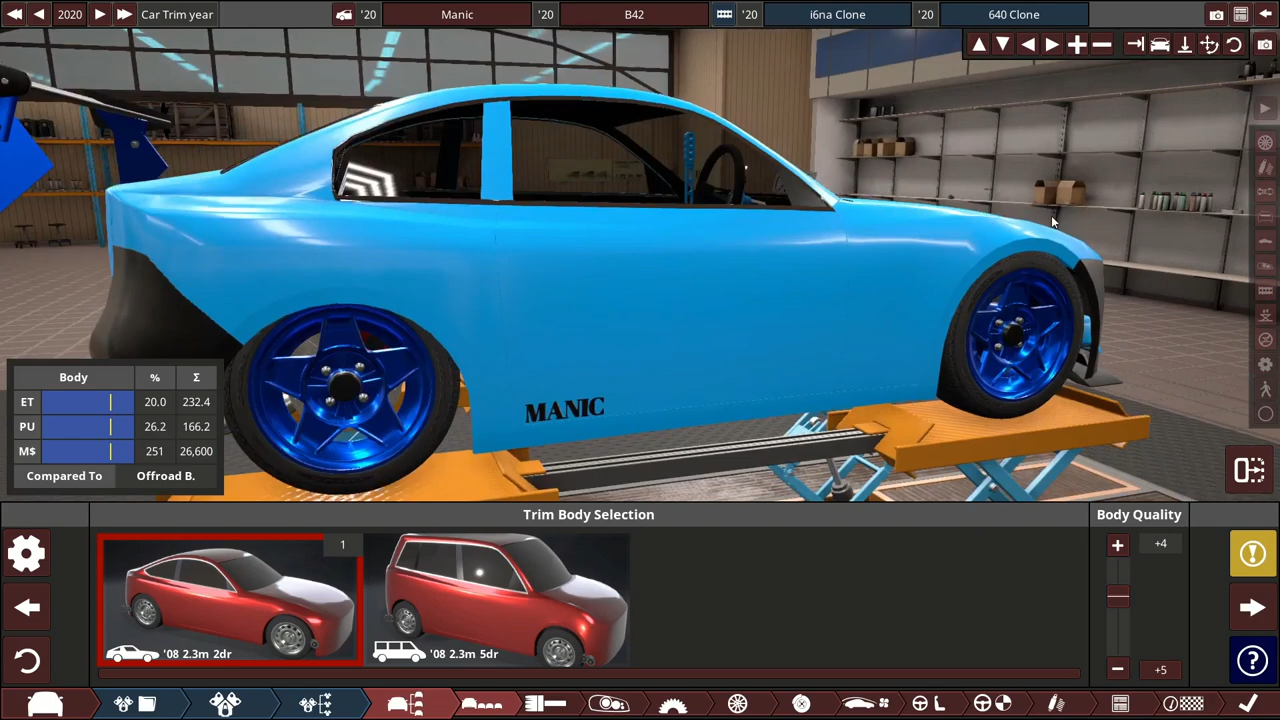 2020 Car Trim year '20 Manic '20 B42 '20 i6na Clone '20 640 Clone
MANIC
Body % Σ
ET 20.0 232.4
PU 26.2 166.2
M$ 251 26,600
Compared To Offroad B.
Trim Body Selection
Body Quality
1
+4
'08 2.3m 2dr
'08 2.3m 5dr
+5